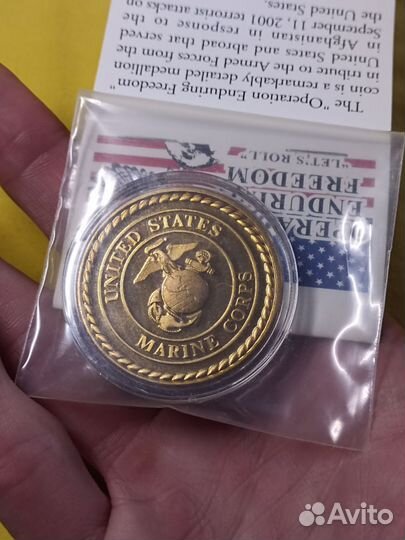 The "Operation Enduring Freedom"
coin is a remarkably detailed medallion
in tribute to the Armed Forces from the
United States and abroad that served
in Afghanistan in response to the
September 11, 2001 terrorist attacks on
the United States.
OPERATION
ENDURING
FREEDOM
"LET'S ROLL"
UNITED STATES
MARINE CORPS
Avito